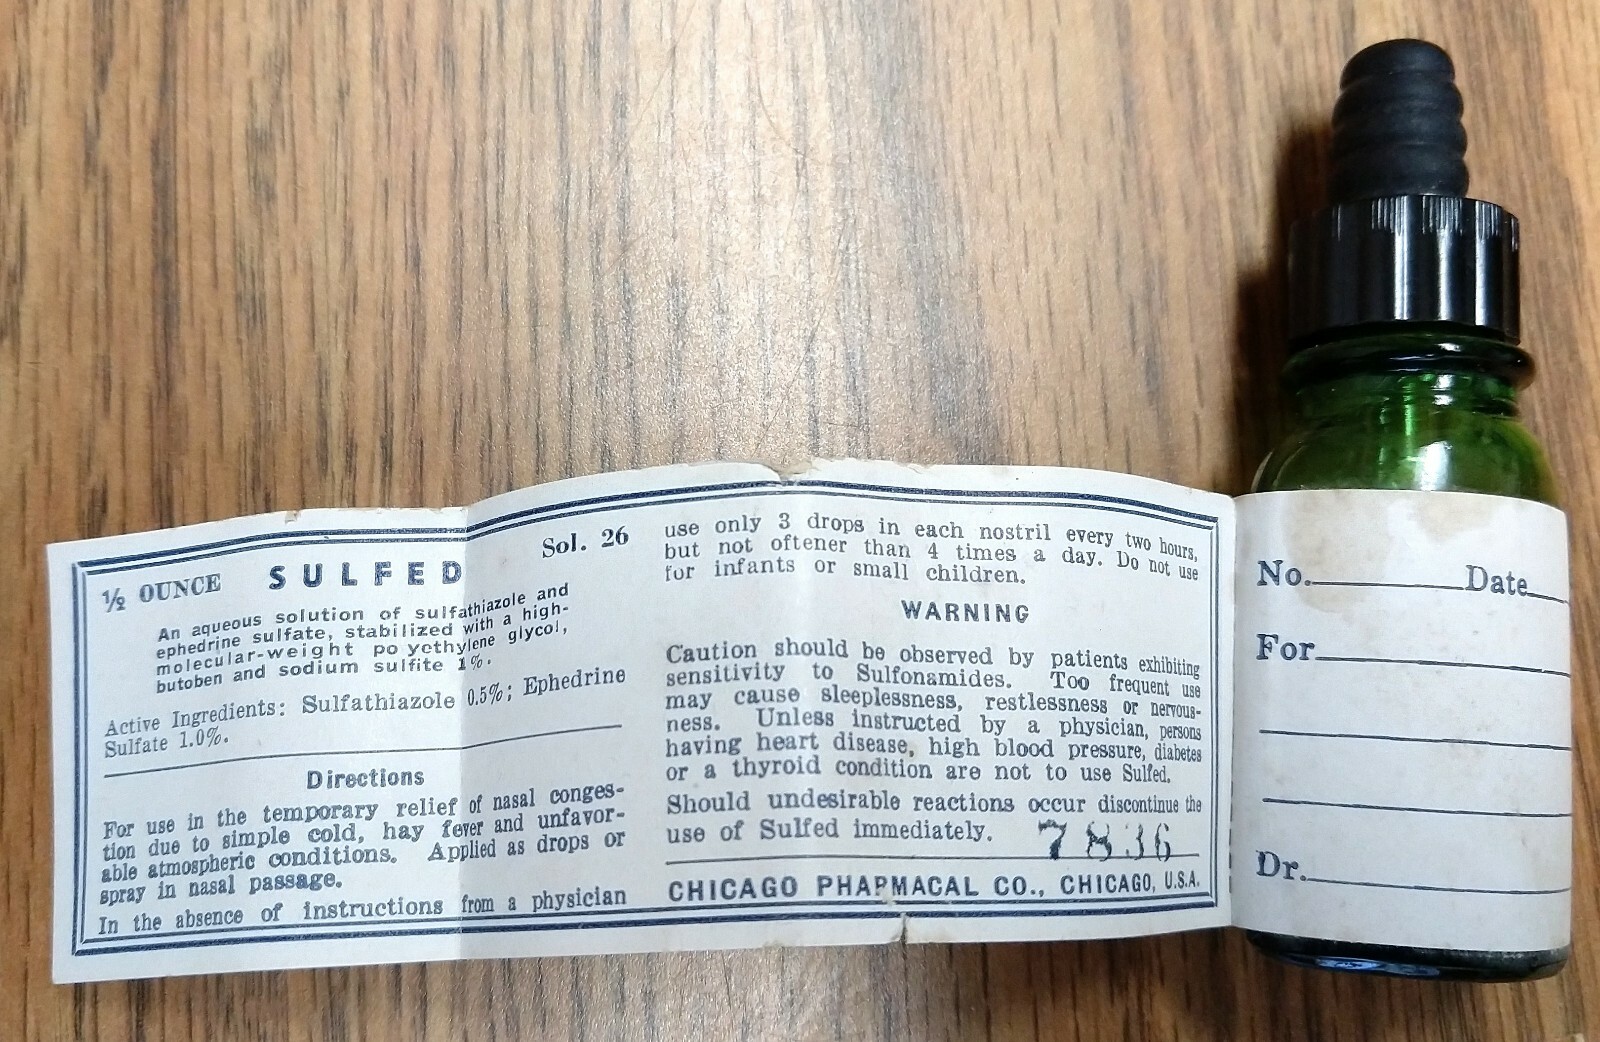 ½ OUNCE SULFED Sol. 26
An aqueous solution of sulfathiazole and
ephedrine sulfate, stabilized with a high-
molecular-weight po yethylene glycol,
butoben and sodium sulfite 1%.
Active Ingredients: Sulfathiazole 0.5%; Ephedrine
Sulfate 1.0%.
Directions
For use in the temporary relief of nasal conges-
tion due to simple cold, hay fever and unfavor-
able atmospheric conditions. Applied as drops or
spray in nasal passage.
In the absence of instructions from a physician
use only 3 drops in each nostril every two hours,
but not oftener than 4 times a day. Do not use
for infants or small children.
WARNING
Caution should be observed by patients exhibiting
sensitivity to Sulfonamides. Too frequent use
may cause sleeplessness, restlessness or nervous-
ness. Unless instructed by a physician, persons
having heart disease, high blood pressure, diabetes
or a thyroid condition are not to use Sulfed.
Should undesirable reactions occur discontinue the
use of Sulfed immediately. 7836
CHICAGO PHARMACAL CO., CHICAGO, U.S.A.
No. Date
For
Dr.